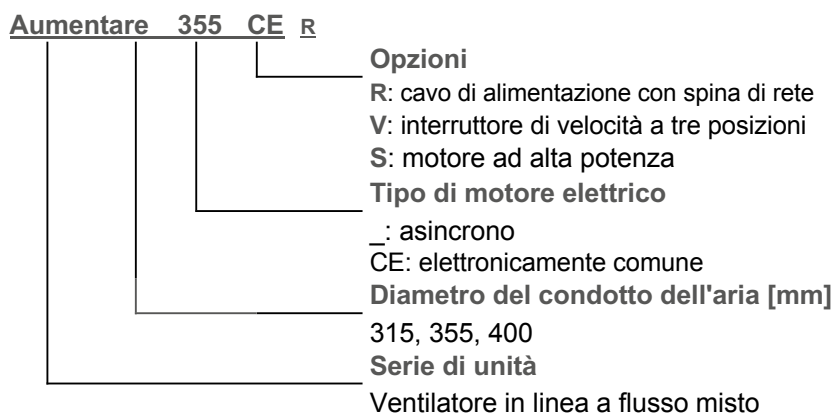 Aumentare 355 CE R
Opzioni
R: cavo di alimentazione con spina di rete
V: interruttore di velocità a tre posizioni
S: motore ad alta potenza
Tipo di motore elettrico
_: asincrono
CE: elettronicamente comune
Diametro del condotto dell'aria [mm]
315, 355, 400
Serie di unità
Ventilatore in linea a flusso misto